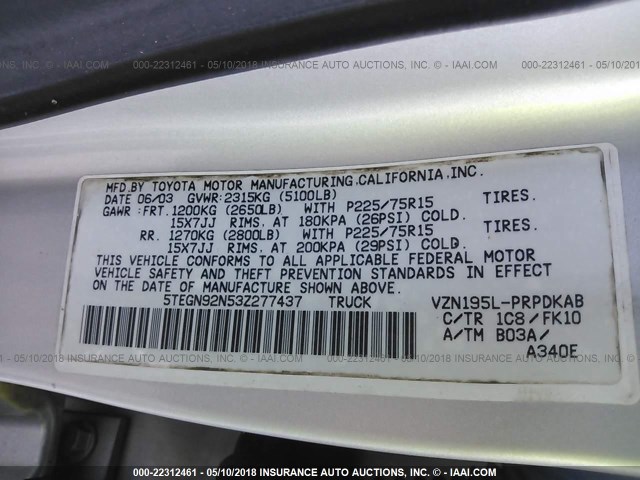 000-22312461 - 05/10/2018 INSURANCE AUTO AUCTIONS, INC. © - IAAI.COM
MFD.BY TOYOTA MOTOR MANUFACTURING,CALIFORNIA,INC.
DATE 06/03 GVWR:2315KG (5100LB)
GAWR:FRT.1200KG (2650LB) WITH P225/75R15 TIRES.
15X7JJ RIMS. AT 180KPA (26PSI) COLD.
RR. 1270KG (2800LB) WITH P225/75R15 TIRES.
15X7JJ RIMS. AT 200KPA (29PSI) COLD.
THIS VEHICLE CONFORMS TO ALL APPLICABLE FEDERAL MOTOR
VEHICLE SAFETY AND THEFT PREVENTION STANDARDS IN EFFECT
ON THE DATE OF MANUFACTURE SHOWN ABOVE.
5TEGN92N53Z277437 TRUCK VZN195L-PRPDKAB
C/TR 1C8/FK10
A/TM B03A/
A340E
000-22312461 - 05/10/2018 INSURANCE AUTO AUCTIONS, INC. © - IAAI.COM